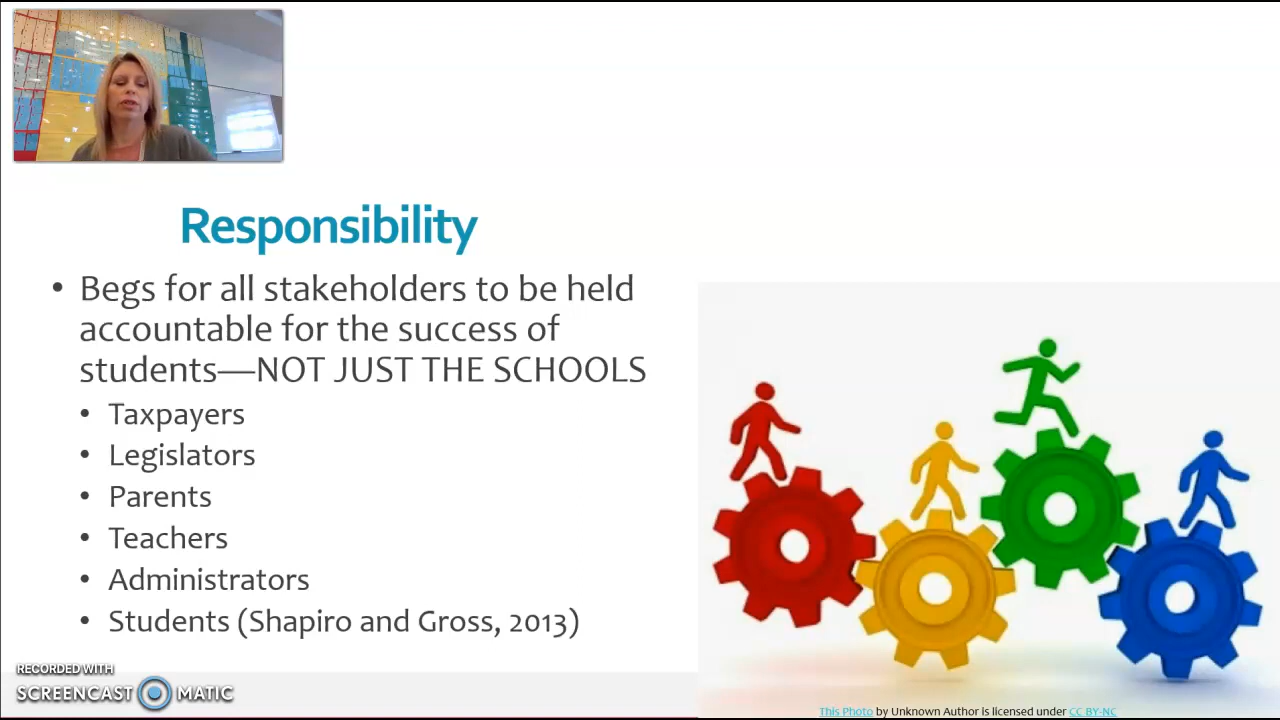 Responsibility
• Begs for all stakeholders to be held
accountable for the success of
students—NOT JUST THE SCHOOLS
• Taxpayers
• Legislators
• Parents
• Teachers
• Administrators
• Students (Shapiro and Gross, 2013)
RECORDED WITH
SCREENCAST MATIC
This Photo by Unknown Author is licensed under CC BY-NC